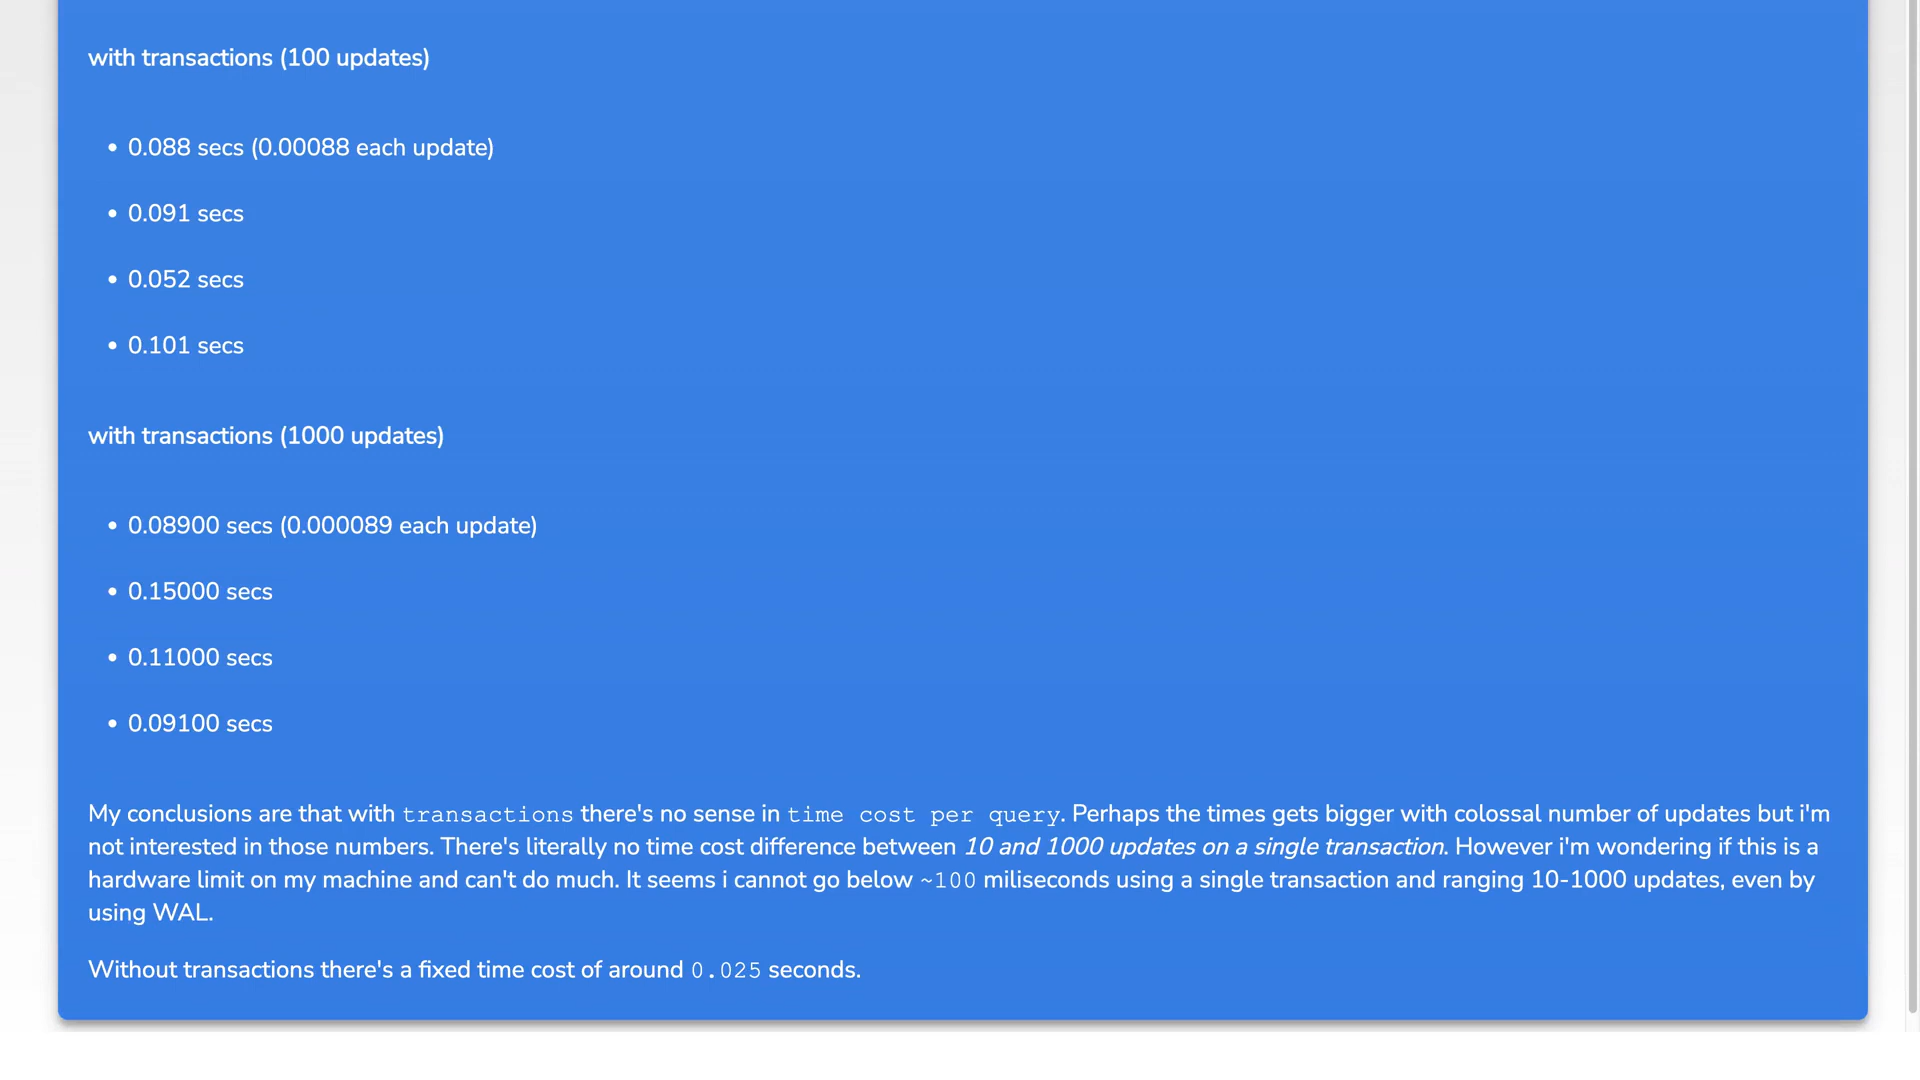 with transactions (100 updates)
• 0.088 secs (0.00088 each update)
• 0.091 secs
• 0.052 secs
• 0.101 secs
with transactions (1000 updates)
• 0.08900 secs (0.000089 each update)
• 0.15000 secs
• 0.11000 secs
• 0.09100 secs
My conclusions are that with transactions there's no sense in time cost per query. Perhaps the times gets bigger with colossal number of updates but i'm
not interested in those numbers. There's literally no time cost difference between 10 and 1000 updates on a single transaction. However i'm wondering if this is a
hardware limit on my machine and can't do much. It seems i cannot go below ~100 miliseconds using a single transaction and ranging 10-1000 updates, even by
using WAL.
Without transactions there's a fixed time cost of around 0.025 seconds.